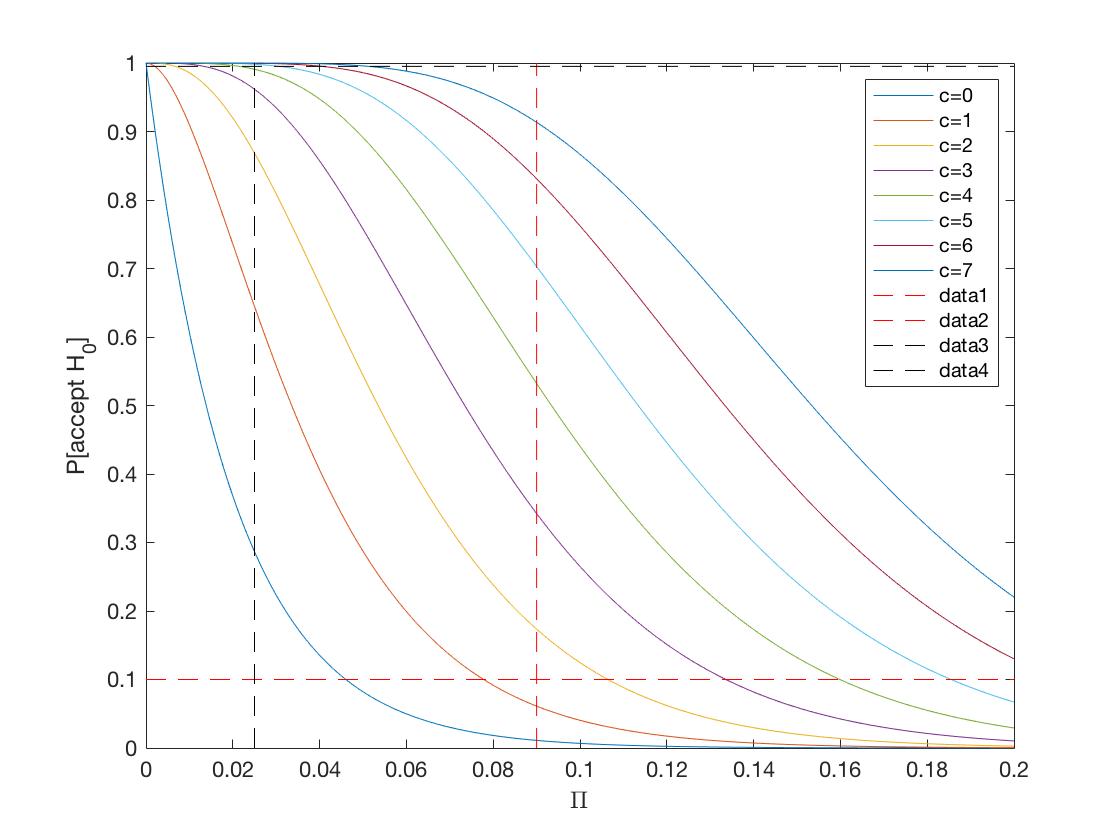 1
0.9
0.8
0.7
0.6
0.5
0.4
0.3
0.2
0.1
0
P[accept H0]
0 0.02 0.04 0.06 0.08 0.1 0.12 0.14 0.16 0.18 0.2
Π
c=0
c=1
c=2
c=3
c=4
c=5
c=6
c=7
data1
data2
data3
data4